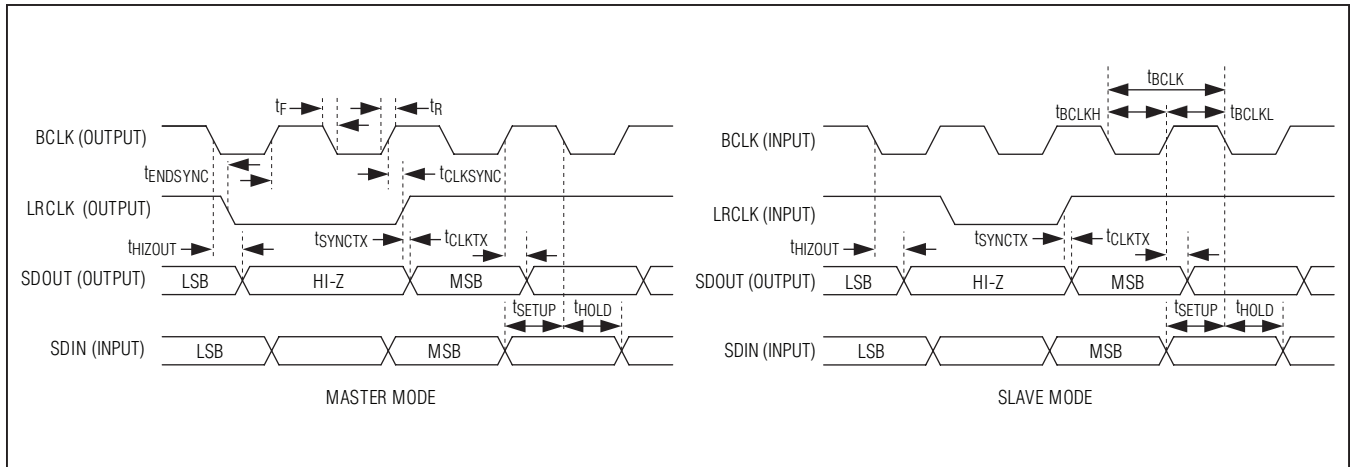 tF
tR
BCLK (OUTPUT)
tENDSYNC
tCLKSYNC
LRCLK (OUTPUT)
tHIZOUT
tSYNCTX
tCLKTX
SDOUT (OUTPUT)
LSB
HI-Z
MSB
tSETUP
tHOLD
SDIN (INPUT)
LSB
MSB
MASTER MODE
tBCLK
tBCLKH
tBCLKL
BCLK (INPUT)
LRCLK (INPUT)
tHIZOUT
tSYNCTX
tCLKTX
SDOUT (OUTPUT)
LSB
HI-Z
MSB
tSETUP
tHOLD
SDIN (INPUT)
LSB
MSB
SLAVE MODE